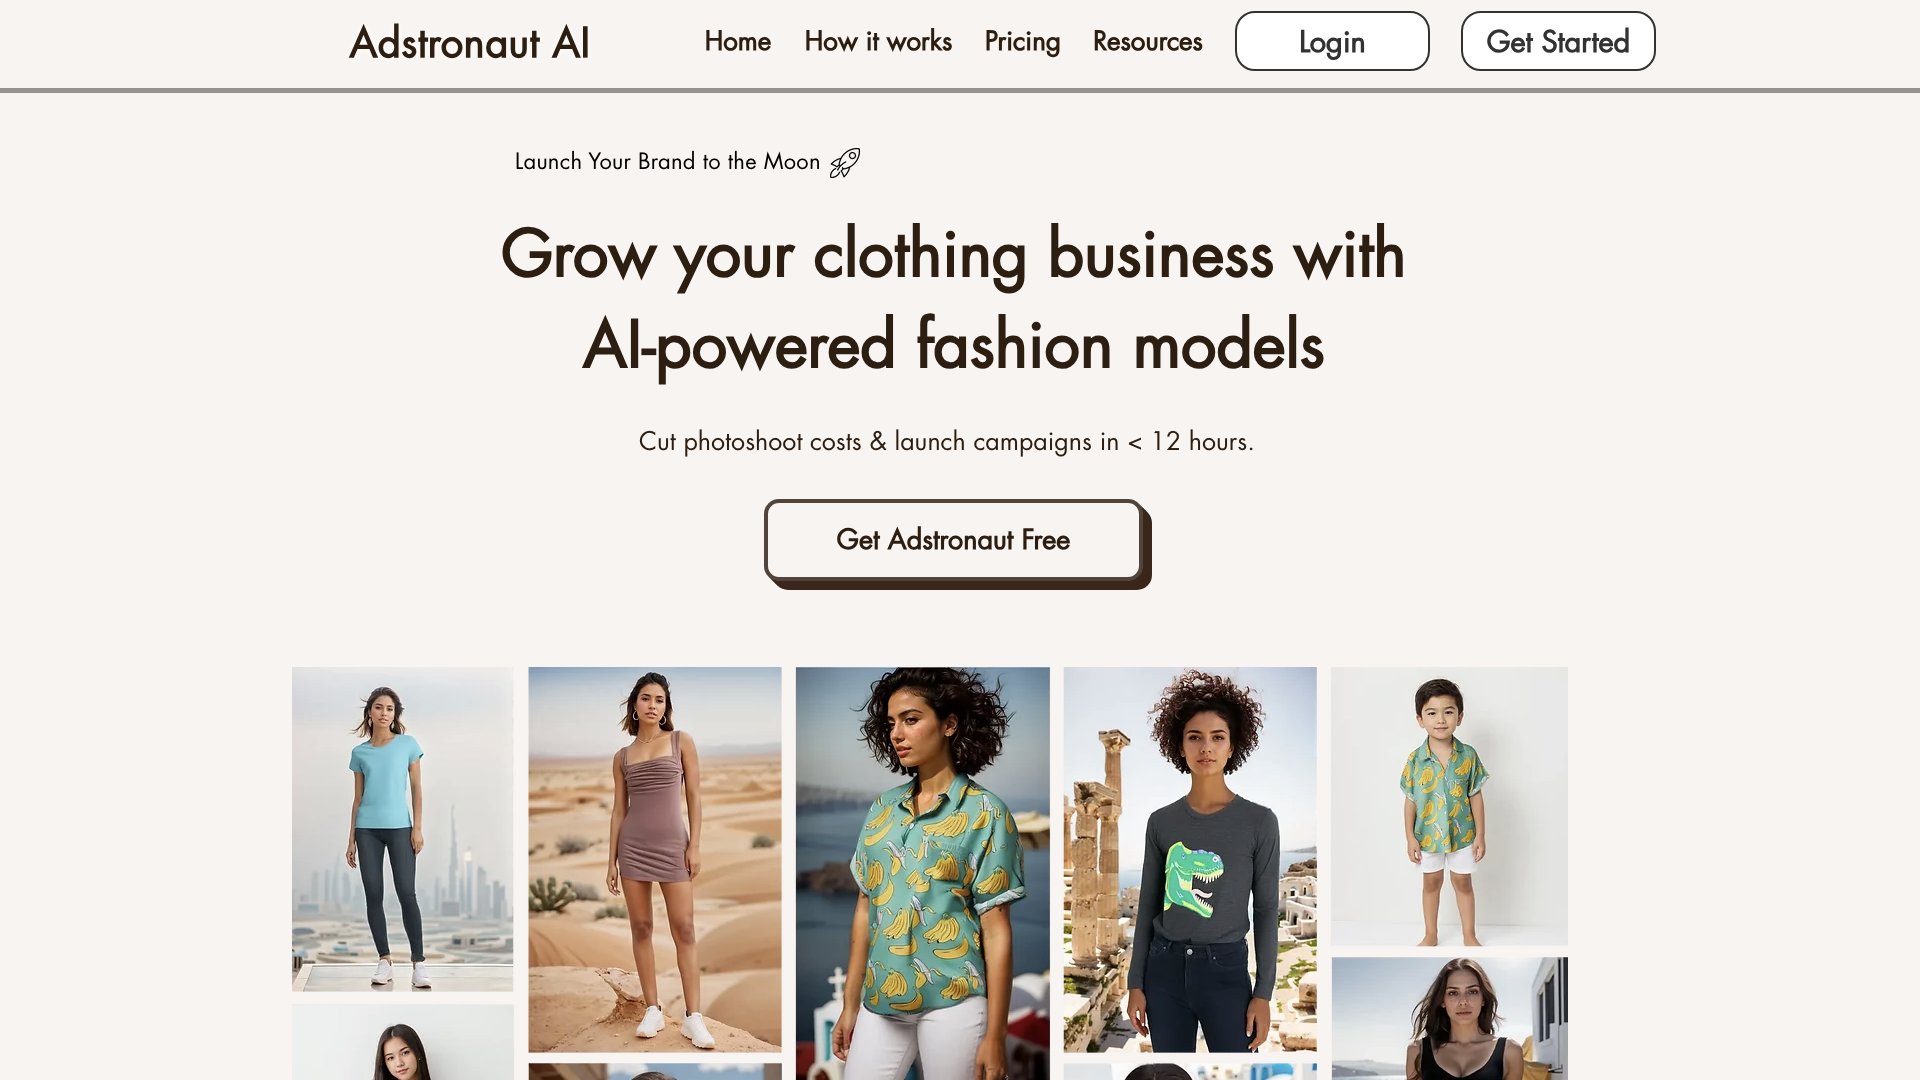 Adstronaut AI
Home
How it works
Pricing
Resources
Login
Get Started
Launch Your Brand to the Moon
Grow your clothing business with
AI-powered fashion models
Cut photoshoot costs & launch campaigns in < 12 hours.
Get Adstronaut Free